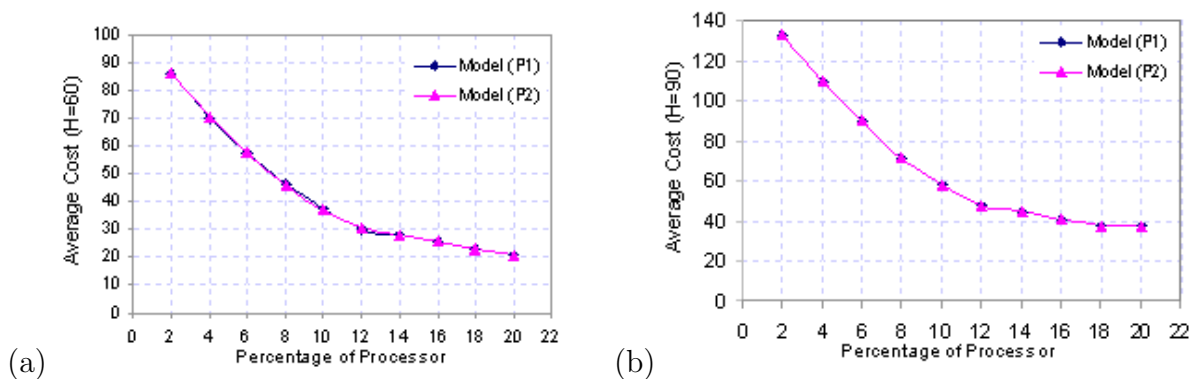 100
90
80
70
60
50
40
30
20
10
0
Average Cost (H=60)
Model (P1)
Model (P2)
0 2 4 6 8 10 12 14 16 18 20 22
Percentage of Processor
(a)
140
120
100
80
60
40
20
0
Average Cost (H=90)
Model (P1)
Model (P2)
0 2 4 6 8 10 12 14 16 18 20 22
Percentage of Processor
(b)